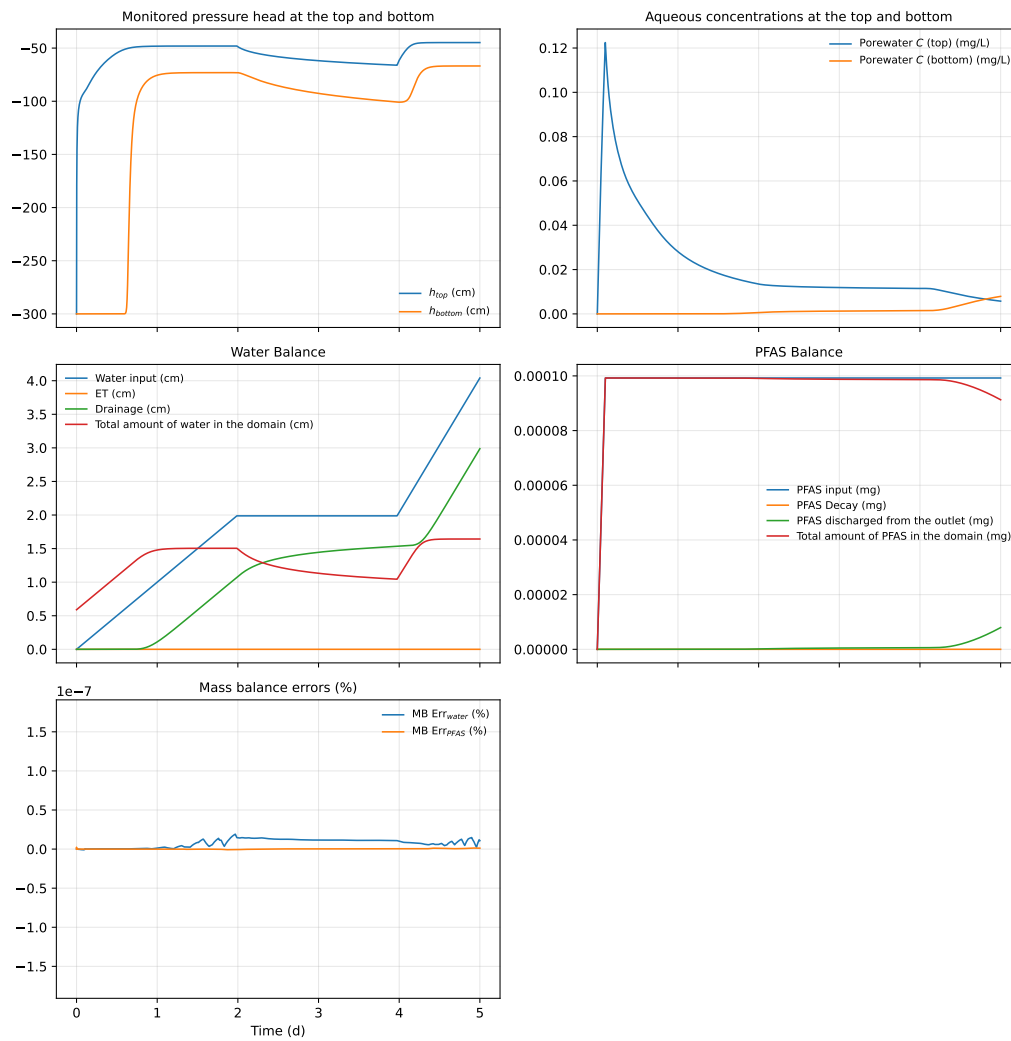 Monitored pressure head at the top and bottom
−50
−100
−150
−200
−250
−300
h_top (cm)
h_bottom (cm)
Aqueous concentrations at the top and bottom
0.12
0.10
0.08
0.06
0.04
0.02
0.00
Porewater C (top) (mg/L)
Porewater C (bottom) (mg/L)
Water Balance
4.0
3.5
3.0
2.5
2.0
1.5
1.0
0.5
0.0
Water input (cm)
ET (cm)
Drainage (cm)
Total amount of water in the domain (cm)
PFAS Balance
0.00010
0.00008
0.00006
0.00004
0.00002
0.00000
PFAS input (mg)
PFAS Decay (mg)
PFAS discharged from the outlet (mg)
Total amount of PFAS in the domain (mg)
Mass balance errors (%)
1e−7
1.5
1.0
0.5
0.0
−0.5
−1.0
−1.5
MB Err_water (%)
MB Err_PFAS (%)
0 1 2 3 4 5
Time (d)